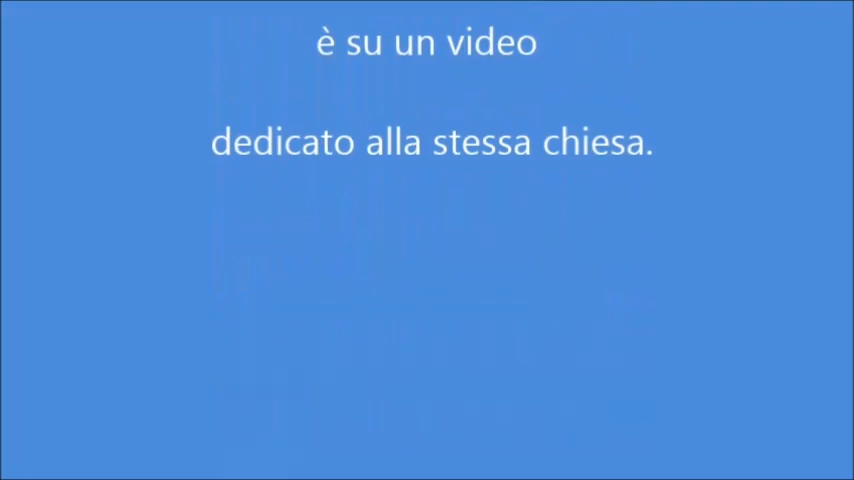 è su un video
dedicato alla stessa chiesa.